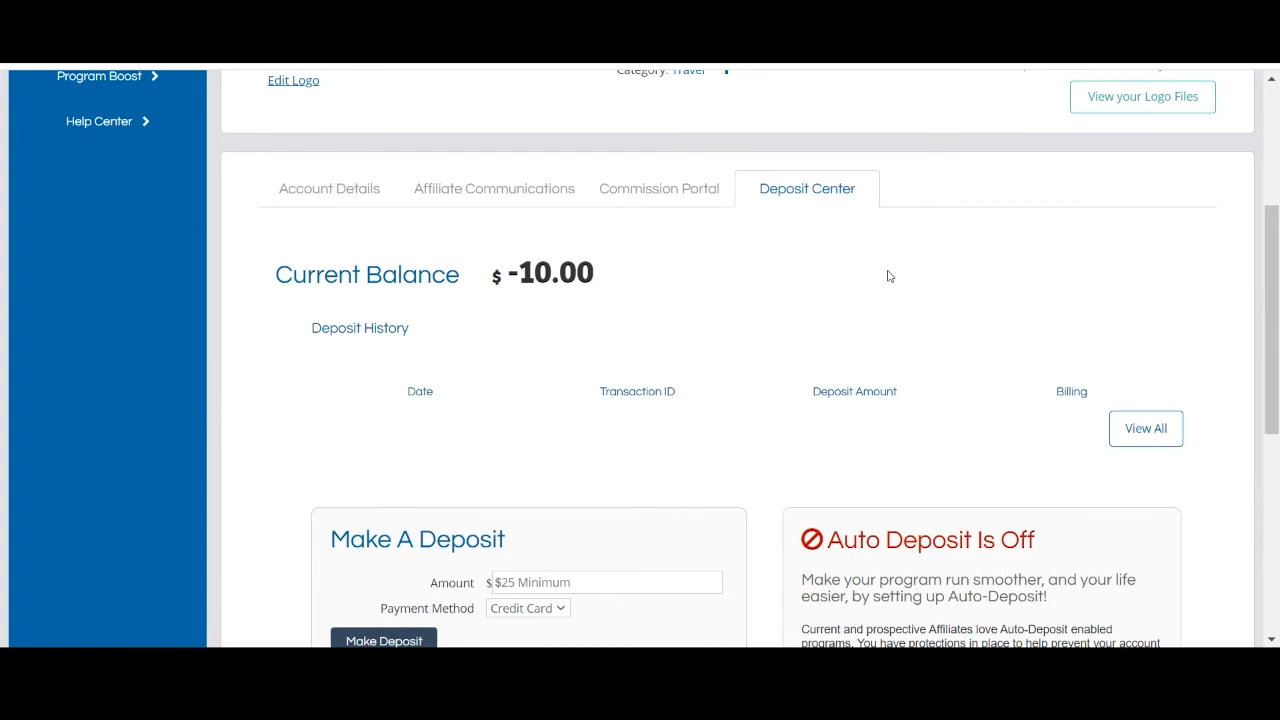 Program Boost
Edit Logo
Category: Travel
View your Logo Files
Help Center
Account Details
Affiliate Communications
Commission Portal
Deposit Center
Current Balance $ -10.00
Deposit History
Date
Transaction ID
Deposit Amount
Billing
View All
Make A Deposit
Amount $ $25 Minimum
Payment Method Credit Card
Make Deposit
Auto Deposit Is Off
Make your program run smoother, and your life
easier, by setting up Auto-Deposit!
Current and prospective Affiliates love Auto-Deposit enabled
programs. You have protections in place to help prevent your account